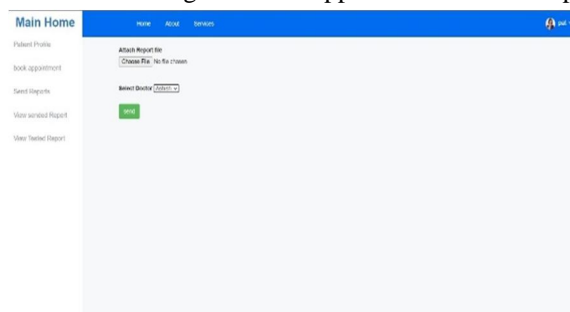 Main Home
Home About Services
Patient Profile
book appointment
Send Reports
View sended Report
View Tested Report
Attach Report file
Choose File No file chosen
Select Doctor
send